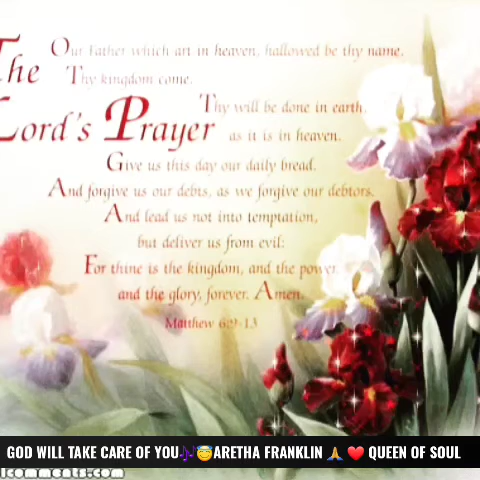 The Lord's Prayer
Our Father which art in heaven, hallowed be thy name.
Thy kingdom come.
Thy will be done in earth,
as it is in heaven.
Give us this day our daily bread.
And forgive us our debts, as we forgive our debtors.
And lead us not into temptation,
but deliver us from evil:
For thine is the kingdom, and the power,
and the glory, forever. Amen.
Matthew 6:9-13
GOD WILL TAKE CARE OF YOU🎶😇ARETHA FRANKLIN 🙏 ❤️ QUEEN OF SOUL
comments.com